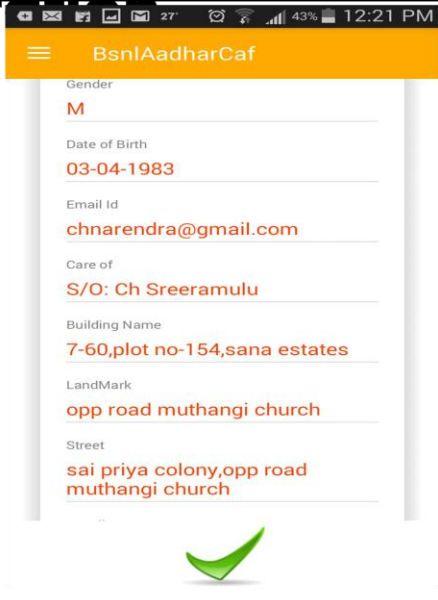 27°
43%
12:21 PM
BsnlAadharCaf
Gender
M
Date of Birth
03-04-1983
Email Id
chnarendra@gmail.com
Care of
S/O: Ch Sreeramulu
Building Name
7-60,plot no-154,sana estates
LandMark
opp road muthangi church
Street
sai priya colony,opp road
muthangi church